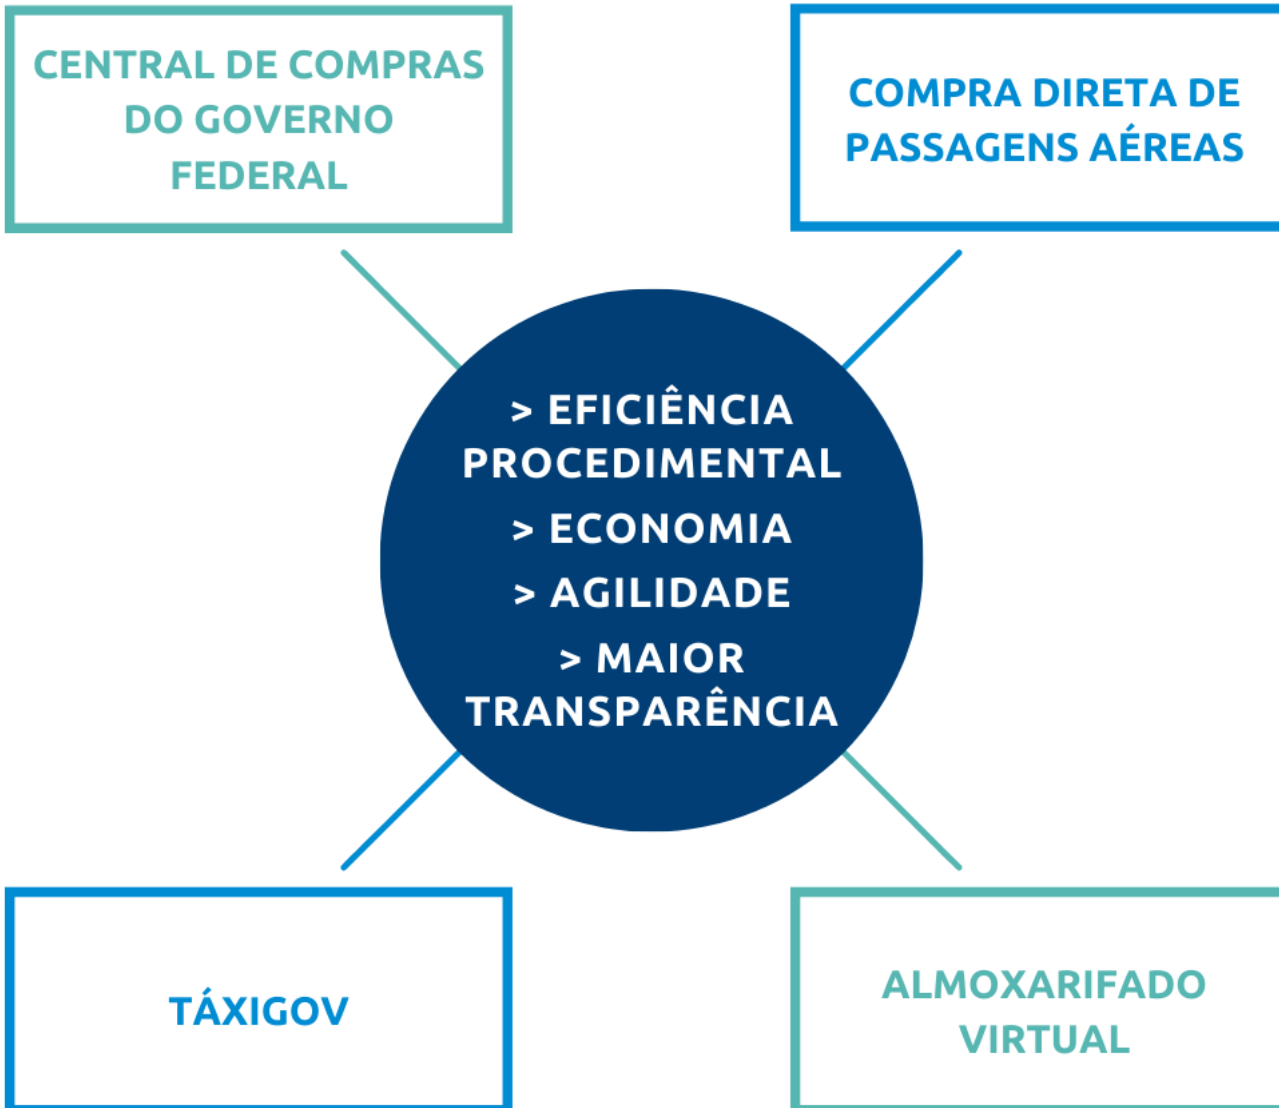 CENTRAL DE COMPRAS
DO GOVERNO
FEDERAL
COMPRA DIRETA DE
PASSAGENS AÉREAS
> EFICIÊNCIA
PROCEDIMENTAL
> ECONOMIA
> AGILIDADE
> MAIOR
TRANSPARÊNCIA
TÁXIGOV
ALMOXARIFADO
VIRTUAL